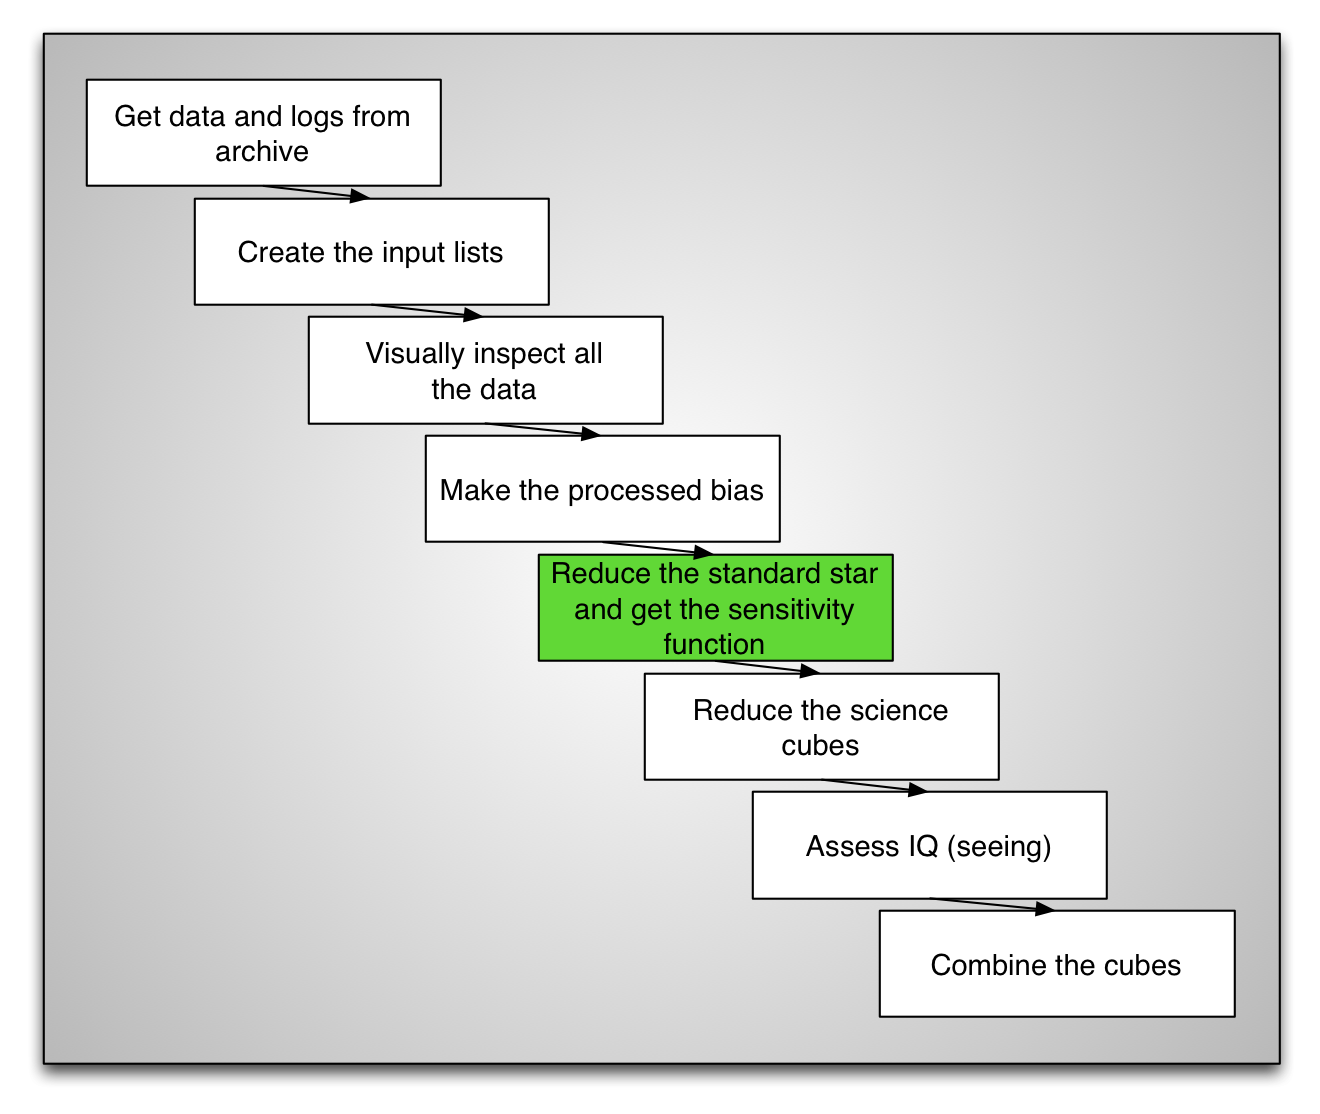 Get data and logs from
archive
Create the input lists
Visually inspect all
the data
Make the processed bias
Reduce the standard star
and get the sensitivity
function
Reduce the science
cubes
Assess IQ (seeing)
Combine the cubes